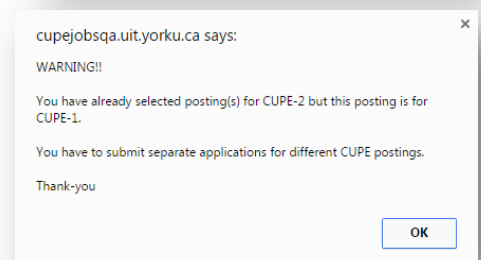 cupejobsqa.uit.yorku.ca says:
WARNING!!
You have already selected posting(s) for CUPE-2 but this posting is for
CUPE-1.
You have to submit separate applications for different CUPE postings.
Thank-you
OK